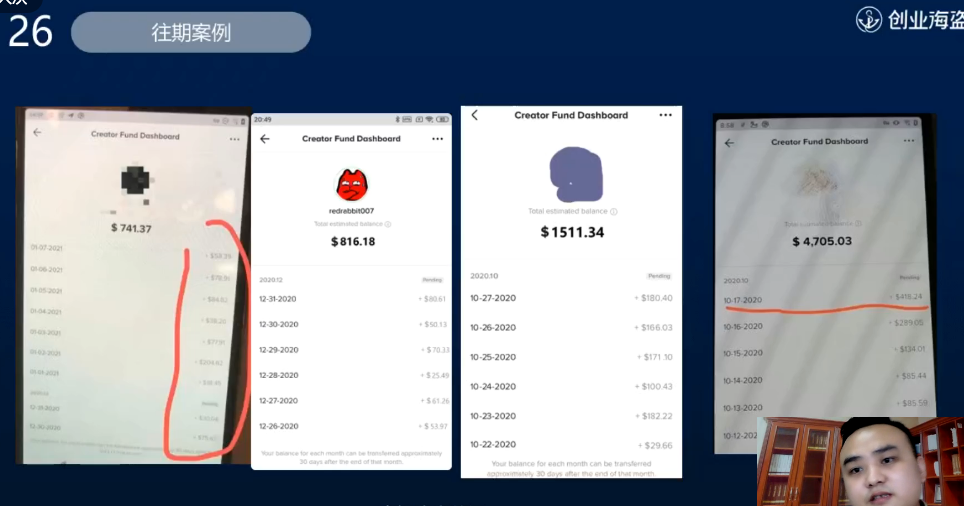 26
往期案例
创业海盗
Creator Fund Dashboard
$ 741.37
01-07-2021
01-06-2021
01-05-2021
01-04-2021
01-03-2021
01-02-2021
01-01-2021
12-31-2020
12-30-2020
20:49
Creator Fund Dashboard
redrabbit007
Total estimated balance
$ 816.18
2020.12 Pending
12-31-2020 + $80.61
12-30-2020 + $50.13
12-29-2020 + $70.33
12-28-2020 + $25.49
12-27-2020 + $61.26
12-26-2020 + $53.97
Your balance for each month can be transferred approximately
30 days after the end of that month.
Creator Fund Dashboard
Total estimated balance
$ 1511.34
2020.10 Pending
10-27-2020 + $180.40
10-26-2020 + $166.03
10-25-2020 + $171.10
10-24-2020 + $100.43
10-23-2020 + $182.22
10-22-2020 + $29.66
Your balance for each month can be transferred
approximately 30 days after the end of that month
Creator Fund Dashboard
Total estimated balance
$ 4,705.03
2020.10 Pending
10-17-2020 + $418.24
10-16-2020 + $289.05
10-15-2020 + $134.01
10-14-2020 + $85.44
10-13-2020 + $85.59
10-12-202